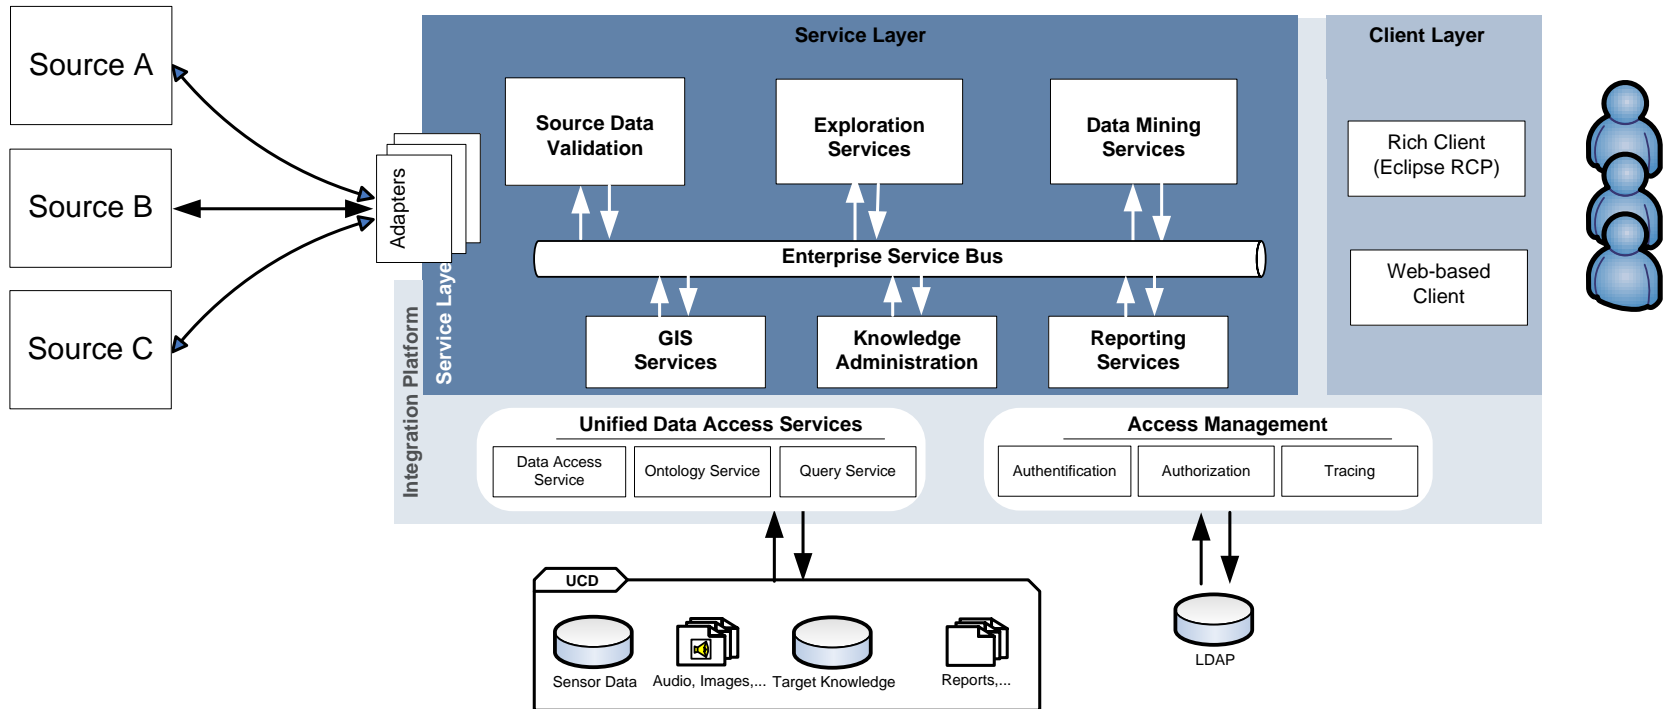 Source A
Source B
Source C
Adapters
Integration Platform
Service Layer
Service Layer
Source Data
Validation
Exploration
Services
Data Mining
Services
Enterprise Service Bus
GIS
Services
Knowledge
Administration
Reporting
Services
Client Layer
Rich Client
(Eclipse RCP)
Web-based
Client
Unified Data Access Services
Data Access
Service
Ontology Service
Query Service
Access Management
Authentification
Authorization
Tracing
UCD
Sensor Data
Audio, Images,...
Target Knowledge
Reports,...
LDAP